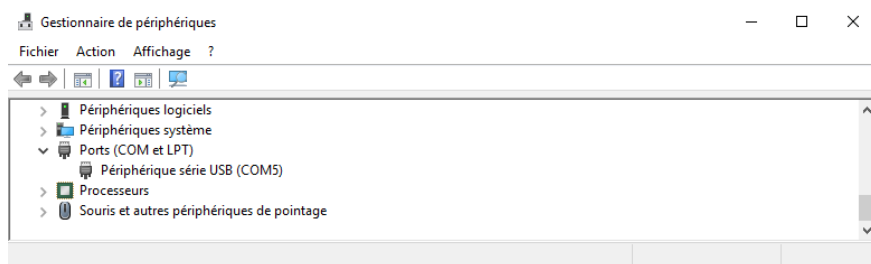 Gestionnaire de périphériques
Fichier Action Affichage ?
Périphériques logiciels
Périphériques système
Ports (COM et LPT)
Périphérique série USB (COM5)
Processeurs
Souris et autres périphériques de pointage